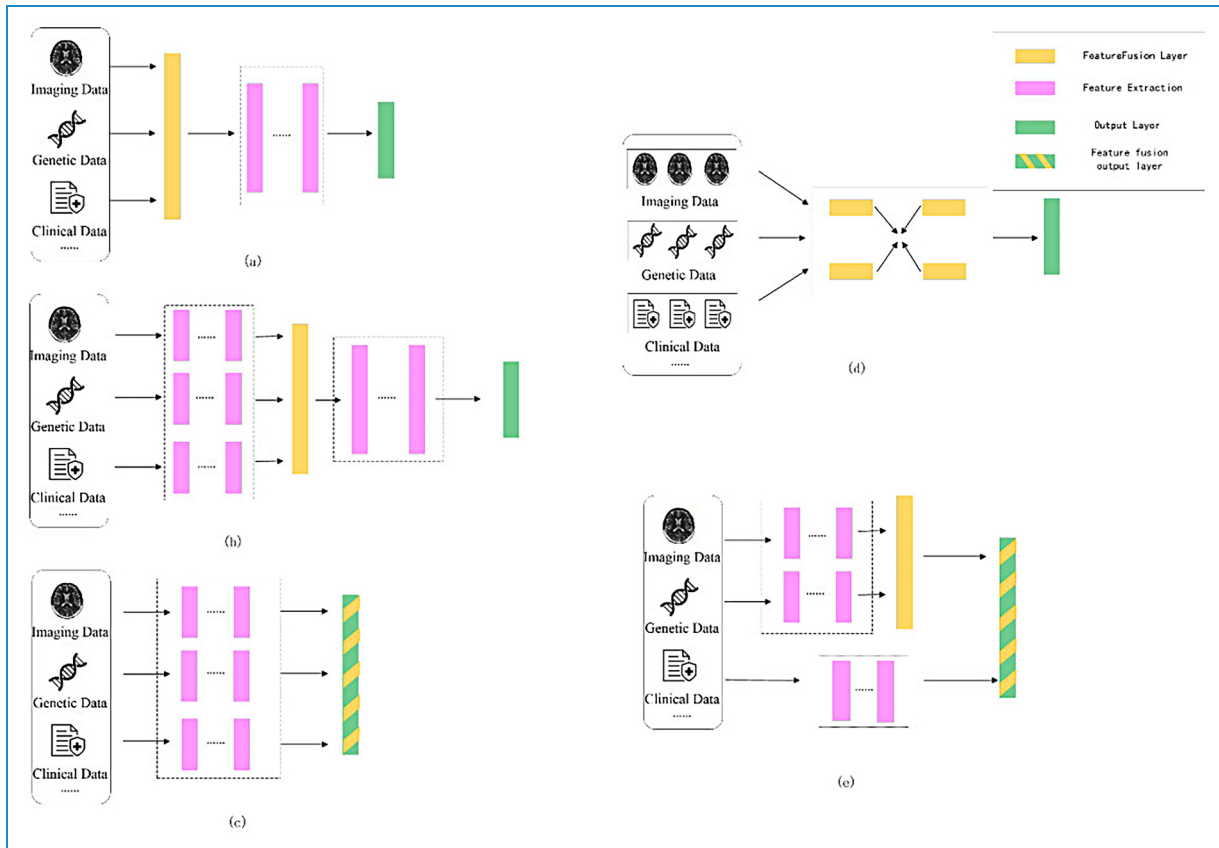 Imaging Data
Genetic Data
Clinical Data
......
......
(a)
Imaging Data
Genetic Data
Clinical Data
......
......
......
......
......
(b)
Imaging Data
Genetic Data
Clinical Data
......
......
......
......
(c)
FeatureFusion Layer
Feature Extraction
Output Layer
Feature fusion
output layer
Imaging Data
Genetic Data
Clinical Data
......
(d)
Imaging Data
Genetic Data
Clinical Data
......
......
......
......
(e)